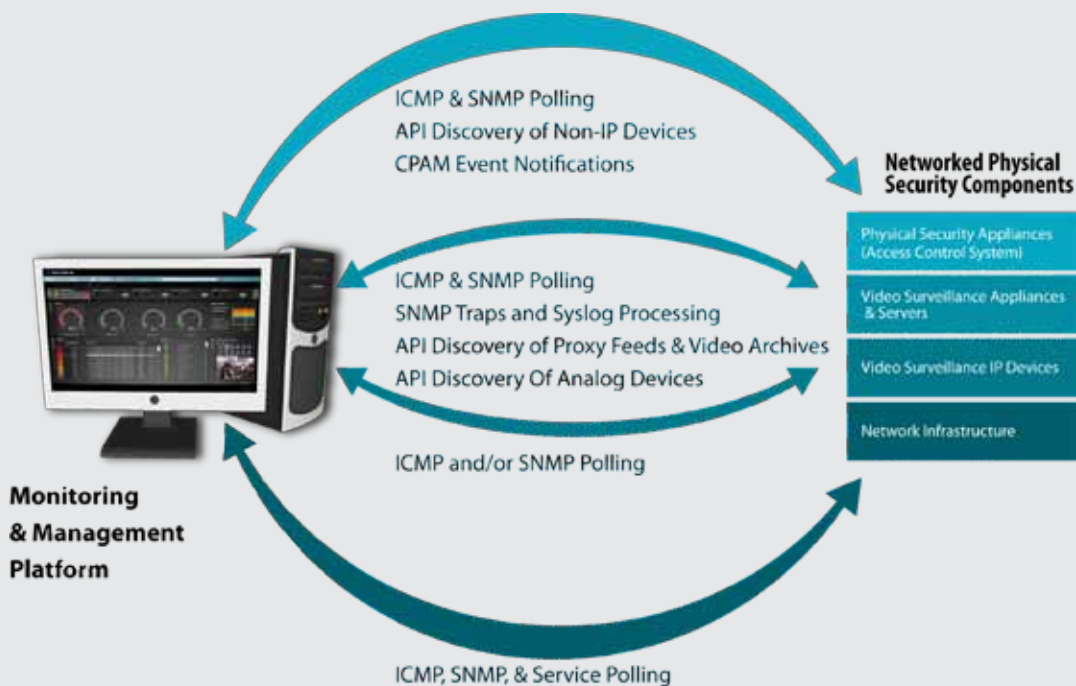 ICMP & SNMP Polling
API Discovery of Non-IP Devices
CPAM Event Notifications
Networked Physical
Security Components
Physical Security Appliances
(Access Control System)
Video Surveillance Appliances
& Servers
Video Surveillance IP Devices
Network Infrastructure
ICMP & SNMP Polling
SNMP Traps and Syslog Processing
API Discovery of Proxy Feeds & Video Archives
API Discovery Of Analog Devices
ICMP and/or SNMP Polling
Monitoring
& Management
Platform
ICMP, SNMP, & Service Polling